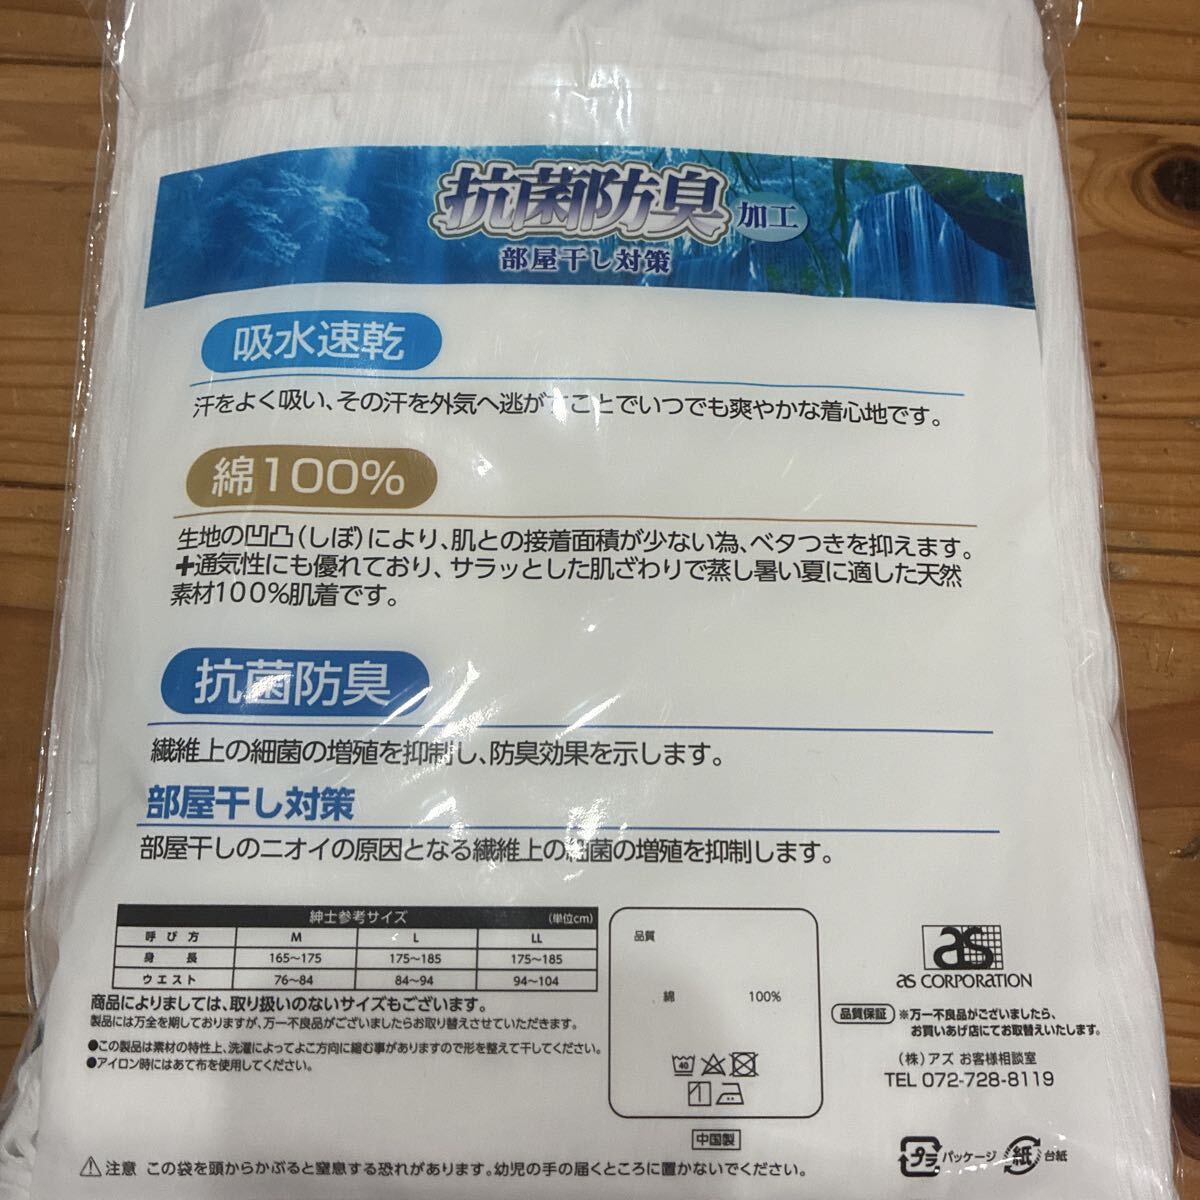 抗菌防臭加工
部屋干し対策
吸水速乾
汗をよく吸い、その汗を外気へ逃がすことでいつでも爽やかな着心地です。
綿100%
生地の凹凸(しぼ)により、肌との接着面積が少ない為、ベタつきを抑えます。
✚通気性にも優れており、サラッとした肌ざわりで蒸し暑い夏に適した天然
素材100%肌着です。
抗菌防臭
繊維上の細菌の増殖を抑制し、防臭効果を示します。
部屋干し対策
部屋干しのニオイの原因となる繊維上の細菌の増殖を抑制します。
紳士参考サイズ (単位cm)
呼び方 M L LL
身長 165~175 175~185 175~185
ウエスト 76~84 84~94 94~104
商品によりましては、取り扱いのないサイズもございます。
製品には万全を期しておりますが、万一不良品がございましたらお取り替えさせていただきます。
●この製品は素材の特性上、洗濯によってよこ方向に縮む事がありますので形を整えて干してください。
●アイロン時にはあて布を使用してください。
品質
綿 100%
40
中国製
as
as CORPORATION
品質保証 ※万一不良品がございましたら、
お買いあげ店にてお取替えいたします。
(株)アズ お客様相談室
TEL 072-728-8119
プラ パッケージ 紙 台紙
⚠注意 この袋を頭からかぶると窒息する恐れがあります。幼児の手の届くところに置かないでください。